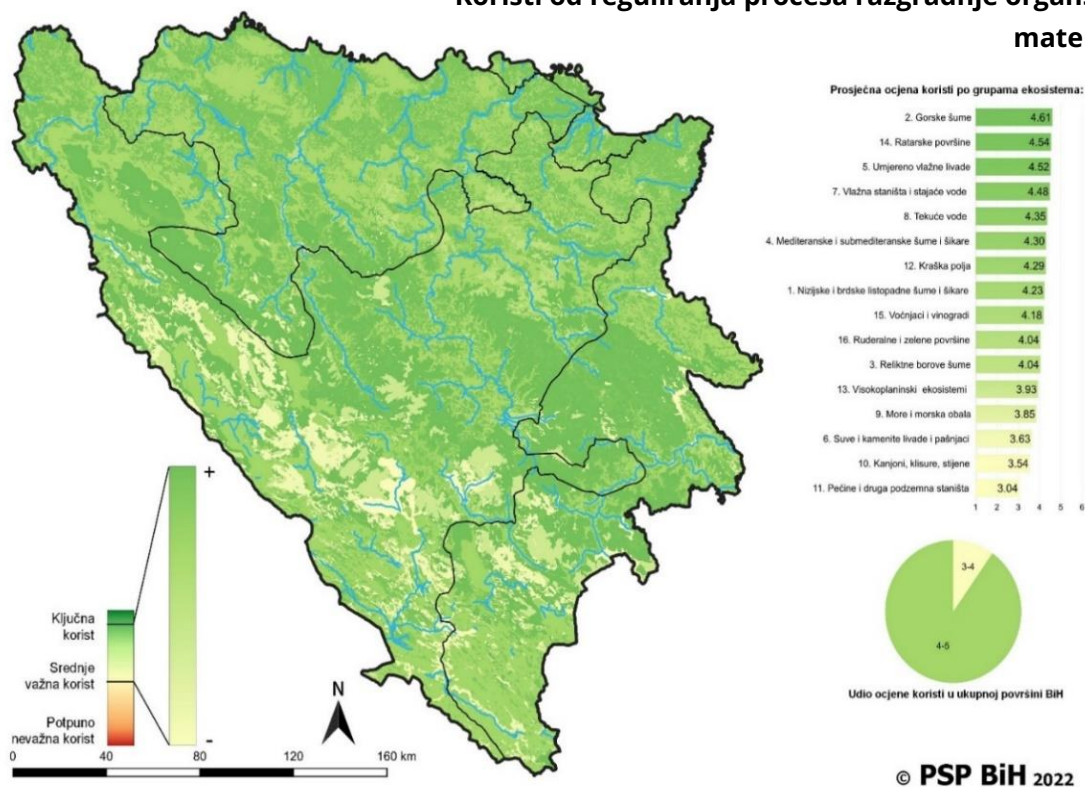 Koristi od reguliranja procesa razgradnje
mate
Prosječna ocjena koristi po grupama ekosistema:
2. Gorske šume 4.61
14. Ratarske površine 4.54
5. Umjereno vlažne livade 4.52
7. Vlažna staništa i stajaće vode 4.48
8. Tekuće vode 4.35
4. Mediteranske i submediteranske šume i šikare 4.30
12. Kraška polja 4.29
1. Nizijske i brdske listopadne šume i šikare 4.23
15. Voćnjaci i vinogradi 4.18
16. Ruderalne i zelene površine 4.04
3. Reliktne borove šume 4.04
13. Visokoplaninski ekosistemi 3.93
9. More i morska obala 3.85
6. Suve i kamenite livade i pašnjaci 3.63
10. Kanjoni, klisure, stijene 3.54
11. Pećine i druga podzemna staništa 3.04
1 2 3 4 5 6
3-4
4-5
Udio ocjene koristi u ukupnoj površini BiH
+
Ključna
korist
Srednje
važna korist
Potpuno
nevažna korist
-
N
0 40 80 120 160 km
© PSP BiH 2022